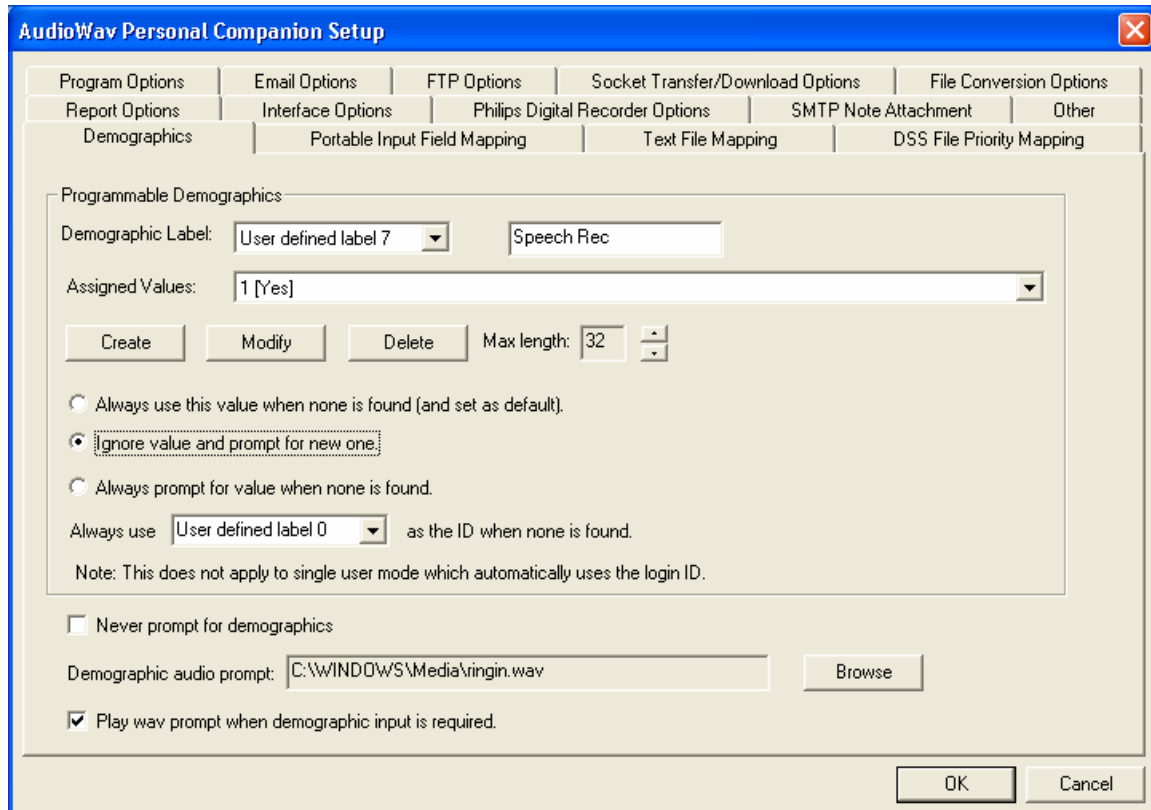 AudioWav Personal Companion Setup
Program Options Email Options FTP Options Socket Transfer/Download Options File Conversion Options
Report Options Interface Options Philips Digital Recorder Options SMTP Note Attachment Other
Demographics Portable Input Field Mapping Text File Mapping DSS File Priority Mapping
Programmable Demographics
Demographic Label: User defined label 7 Speech Rec
Assigned Values: 1 [Yes]
Create Modify Delete Max length: 32
Always use this value when none is found (and set as default).
Ignore value and prompt for new one.
Always prompt for value when none is found.
Always use User defined label 0 as the ID when none is found.
Note: This does not apply to single user mode which automatically uses the login ID.
Never prompt for demographics
Demographic audio prompt: C:\WINDOWS\Media\ringin.wav Browse
Play wav prompt when demographic input is required.
OK Cancel